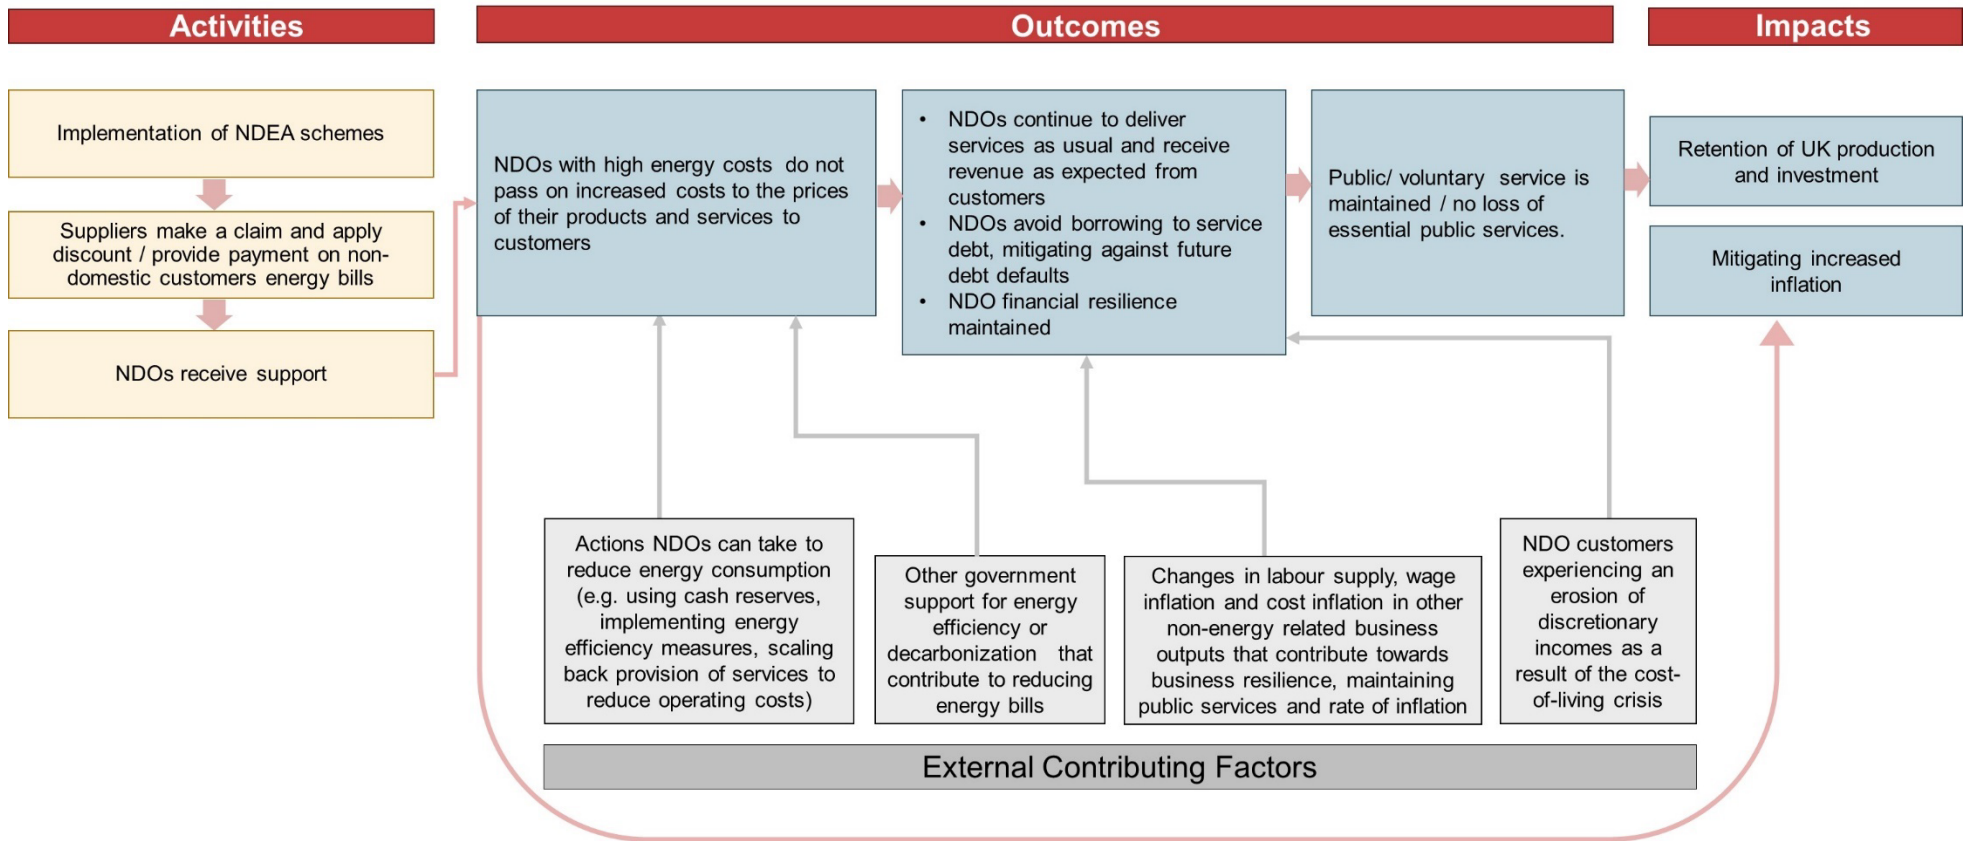 Activities
Outcomes
Impacts
Implementation of NDEA schemes
Suppliers make a claim and apply
discount / provide payment on non-
domestic customers energy bills
NDOs receive support
NDOs with high energy costs do not
pass on increased costs to the prices
of their products and services to
customers
• NDOs continue to deliver
services as usual and receive
revenue as expected from
customers
• NDOs avoid borrowing to service
debt, mitigating against future
debt defaults
• NDO financial resilience
maintained
Public/ voluntary service is
maintained / no loss of
essential public services.
Retention of UK production
and investment
Mitigating increased
inflation
Actions NDOs can take to
reduce energy consumption
(e.g. using cash reserves,
implementing energy
efficiency measures, scaling
back provision of services to
reduce operating costs)
Other government
support for energy
efficiency or
decarbonization that
contribute to reducing
energy bills
Changes in labour supply, wage
inflation and cost inflation in other
non-energy related business
outputs that contribute towards
business resilience, maintaining
public services and rate of inflation
NDO customers
experiencing an
erosion of
discretionary
incomes as a
result of the cost-
of-living crisis
External Contributing Factors